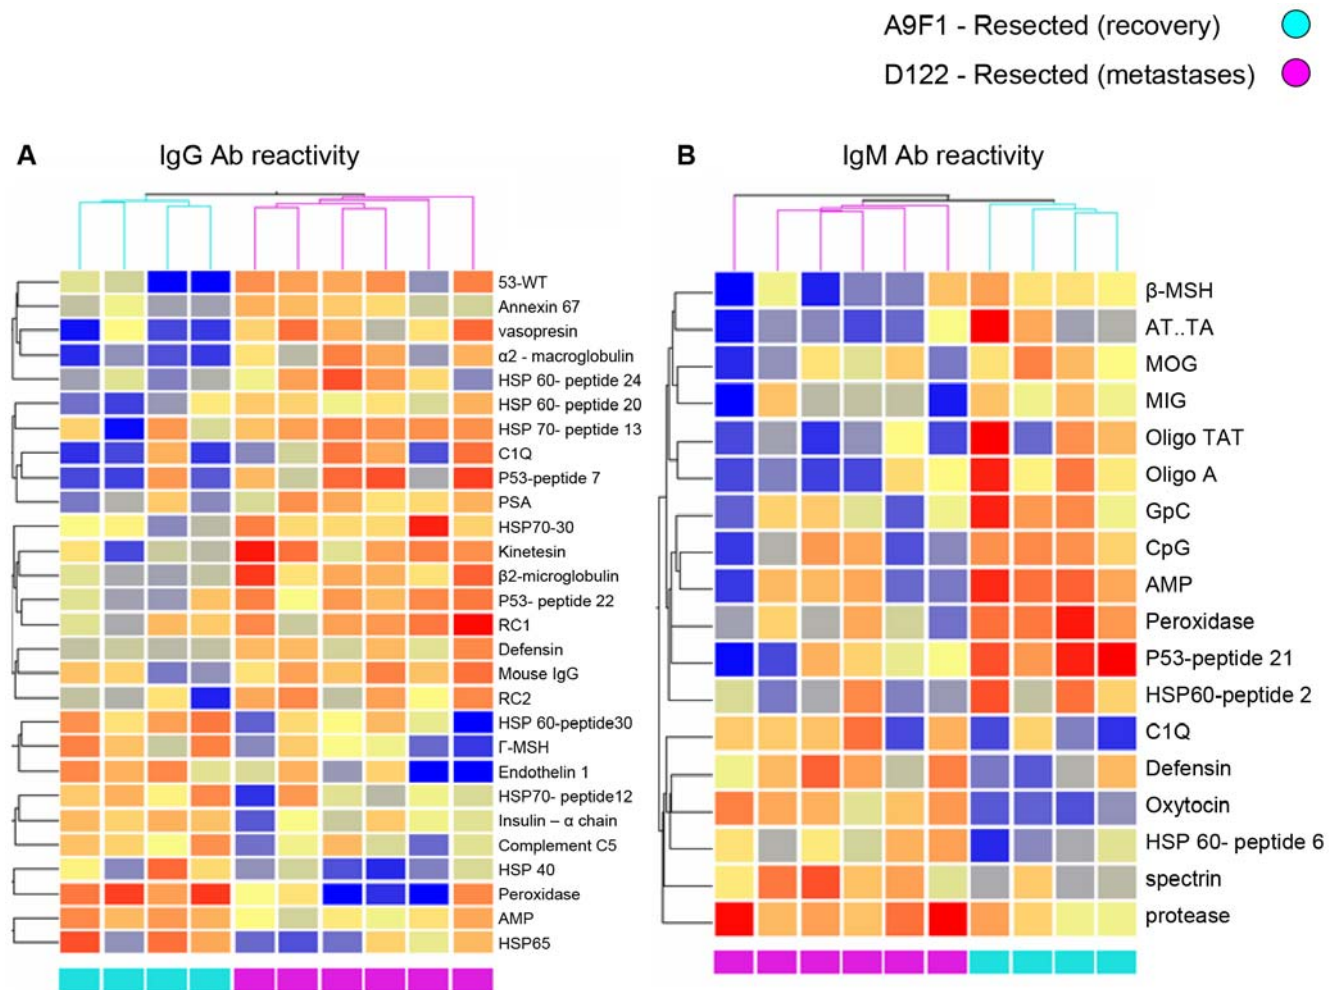 A9F1 - Resected (recovery)
D122 - Resected (metastases)
A
IgG Ab reactivity
53-WT
Annexin 67
vasopresin
α2 - macroglobulin
HSP 60- peptide 24
HSP 60- peptide 20
HSP 70- peptide 13
C1Q
P53-peptide 7
PSA
HSP70-30
Kinetesin
β2-microglobulin
P53- peptide 22
RC1
Defensin
Mouse IgG
RC2
HSP 60-peptide30
Γ-MSH
Endothelin 1
HSP70- peptide12
Insulin – α chain
Complement C5
HSP 40
Peroxidase
AMP
HSP65
B
IgM Ab reactivity
β-MSH
AT..TA
MOG
MIG
Oligo TAT
Oligo A
GpC
CpG
AMP
Peroxidase
P53-peptide 21
HSP60-peptide 2
C1Q
Defensin
Oxytocin
HSP 60- peptide 6
spectrin
protease